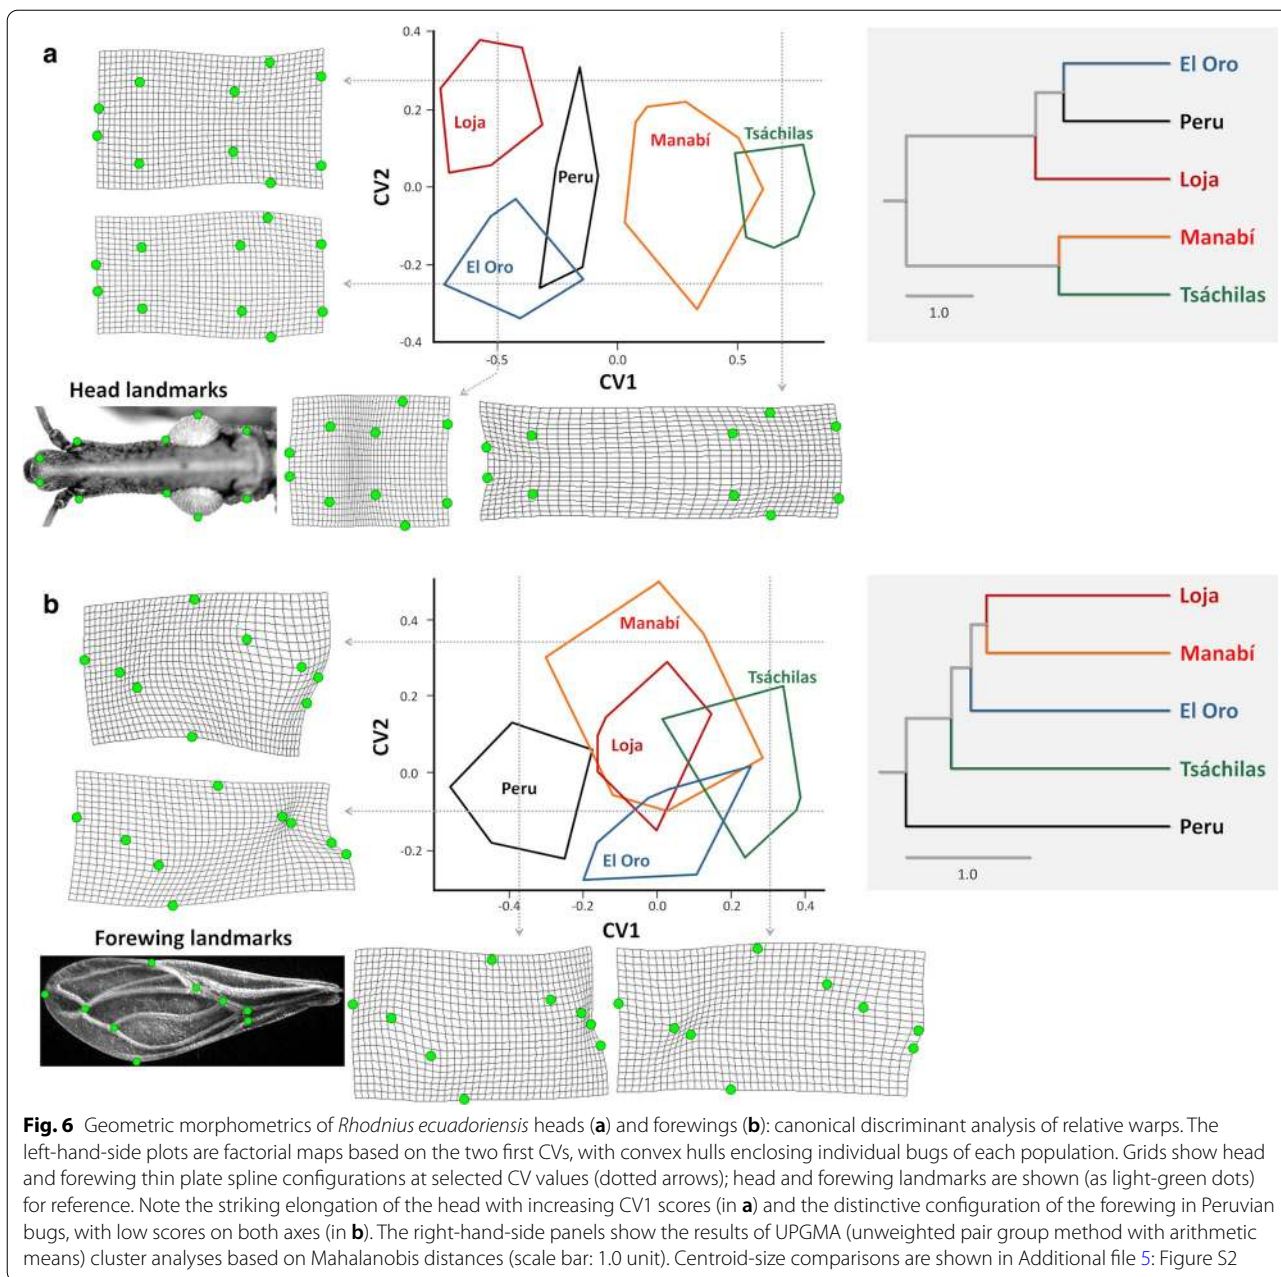 a
0.4
0.2
0.0
-0.2
-0.4
CV2
Loja
Peru
Manabí
Tsáchilas
El Oro
-0.5
0.0
0.5
CV1
El Oro
Peru
Loja
Manabí
Tsáchilas
1.0
Head landmarks
b
0.4
0.2
0.0
-0.2
CV2
Manabí
Tsáchilas
Loja
Peru
El Oro
-0.4
-0.2
0.0
0.2
0.4
CV1
Loja
Manabí
El Oro
Tsáchilas
Peru
1.0
Forewing landmarks
Fig. 6 Geometric morphometrics of Rhodnius ecuadoriensis heads (a) and forewings (b): canonical discriminant analysis of relative warps. The
left-hand-side plots are factorial maps based on the two first CVs, with convex hulls enclosing individual bugs of each population. Grids show head
and forewing thin plate spline configurations at selected CV values (dotted arrows); head and forewing landmarks are shown (as light-green dots)
for reference. Note the striking elongation of the head with increasing CV1 scores (in a) and the distinctive configuration of the forewing in Peruvian
bugs, with low scores on both axes (in b). The right-hand-side panels show the results of UPGMA (unweighted pair group method with arithmetic
means) cluster analyses based on Mahalanobis distances (scale bar: 1.0 unit). Centroid-size comparisons are shown in Additional file 5: Figure S2